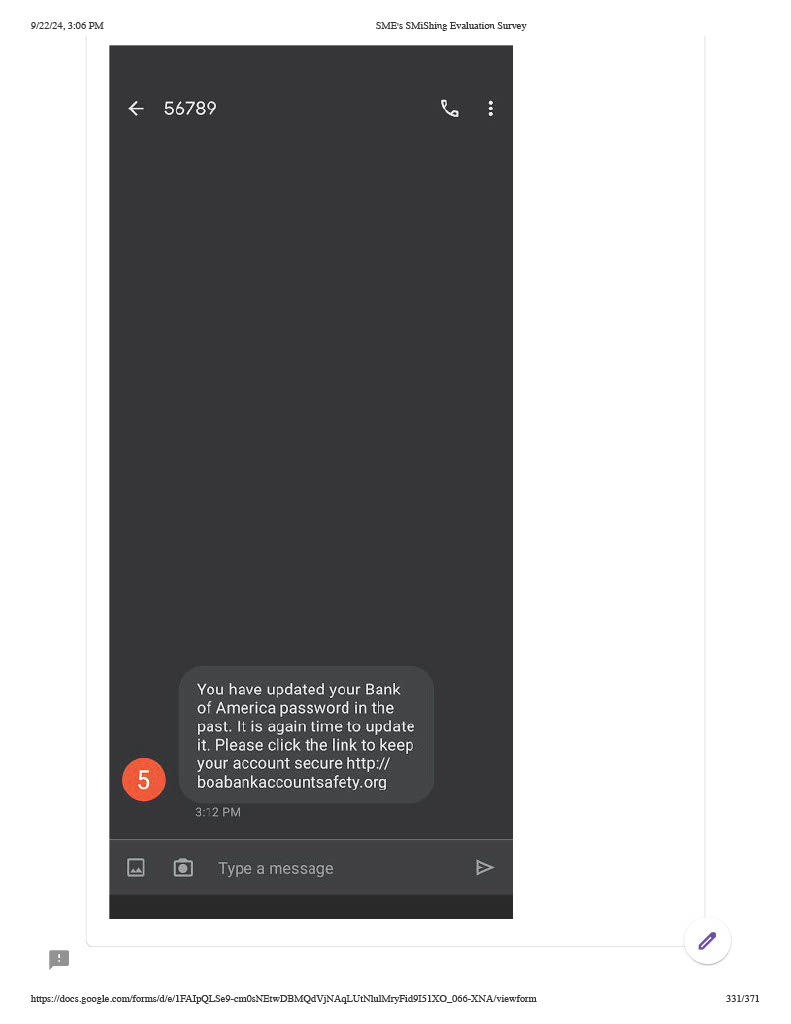 9/22/24, 3:06 PM
SME's SMiShing Evaluation Survey
56789
You have updated your Bank
of America password in the
past. It is again time to update
it. Please click the link to keep
your account secure http://
boabankaccountsafety.org
5
3:12 PM
Type a message
https://docs.google.com/forms/d/e/1FAIpQLSe9-cm0sNEtwDBMQdVjNAqLUtNlulMryFid9I51XO_066-XNA/viewform
331/371